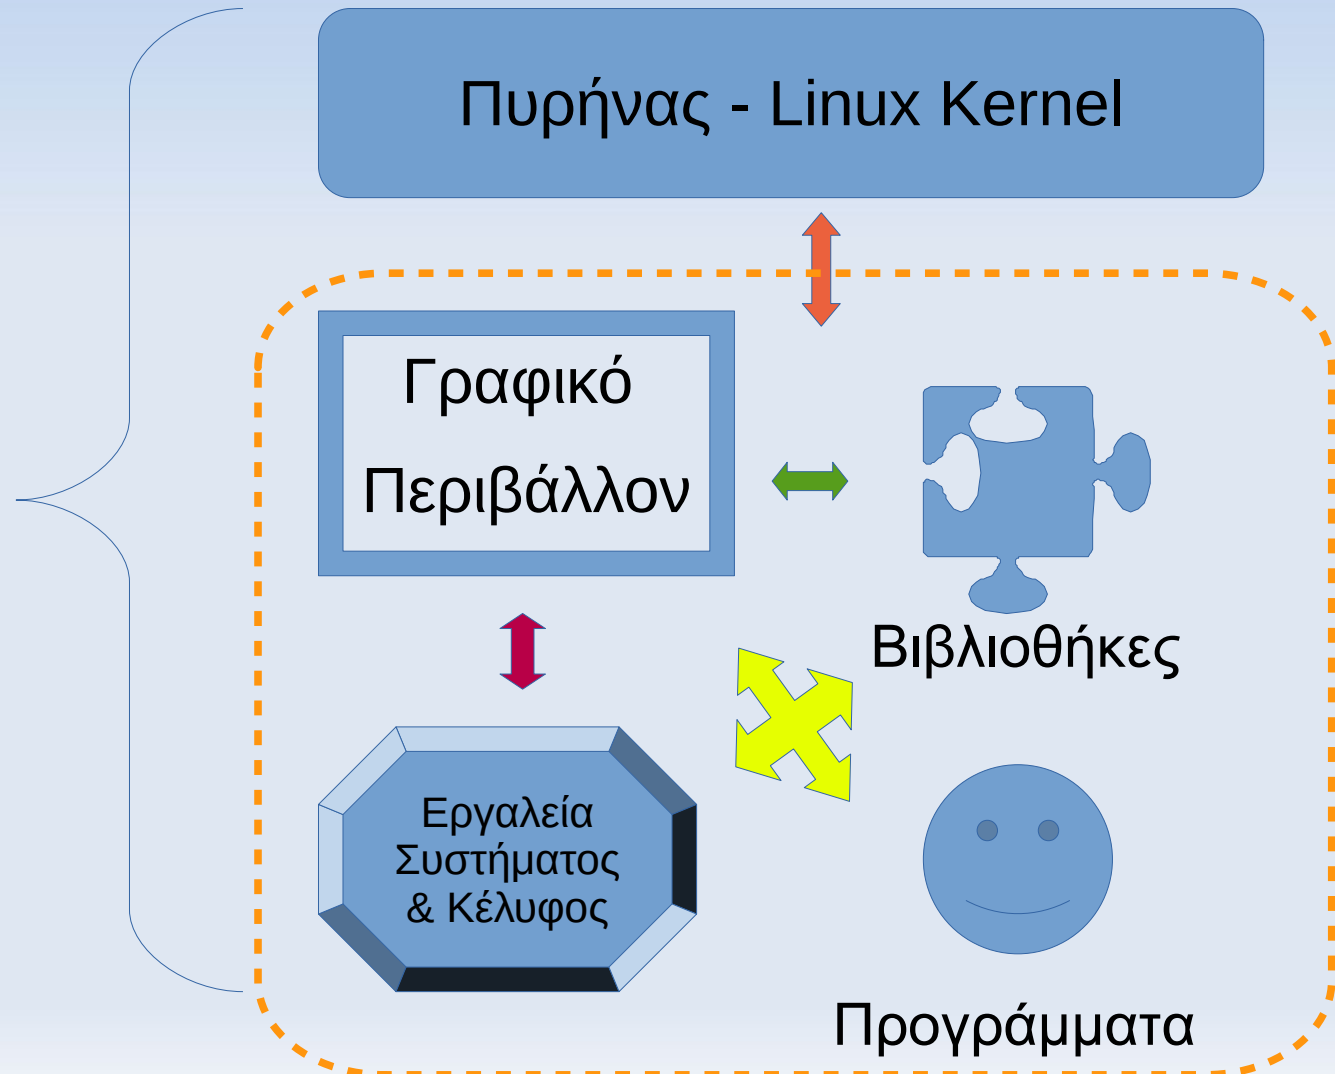 Πυρήνας - Linux Kernel
Γραφικό
Περιβάλλον
Βιβλιοθήκες
Εργαλεία
Συστήματος
& Κέλυφος
Προγράμματα